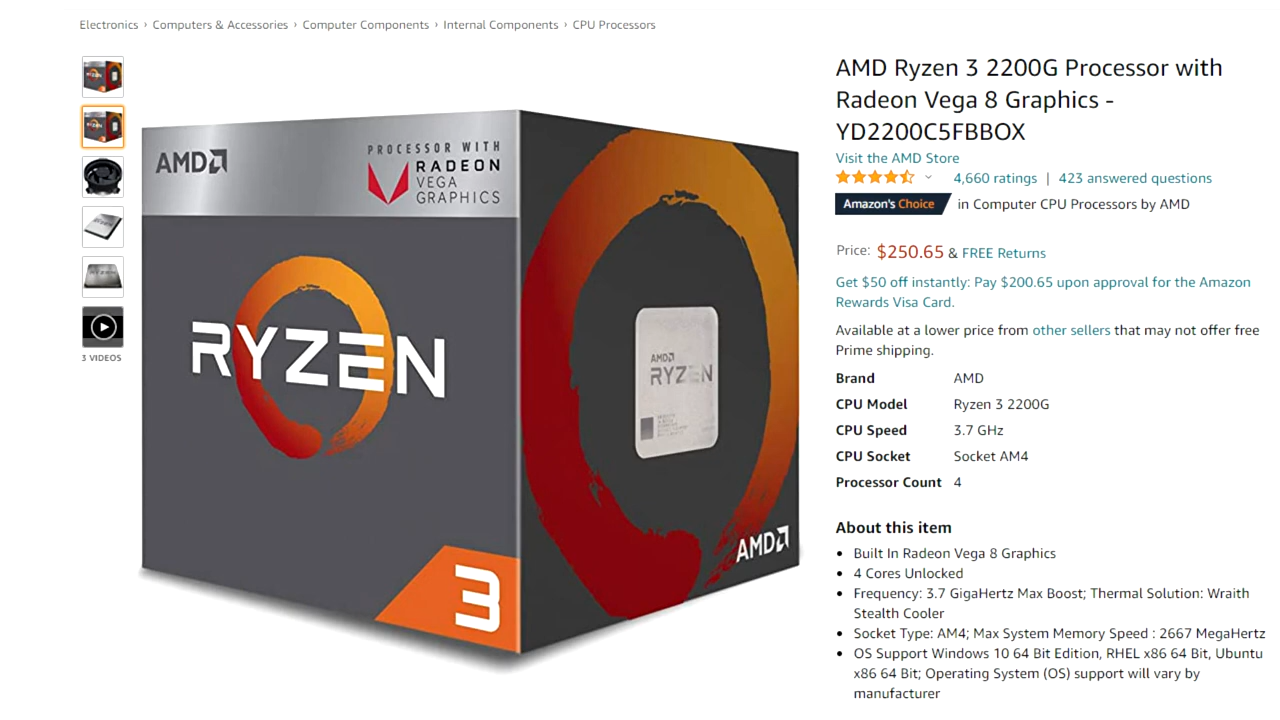 Electronics › Computers & Accessories › Computer Components › Internal Components › CPU Processors
AMD
PROCESSOR WITH
RADEON
VEGA
GRAPHICS
RYZEN
3
AMD
RYZEN
AMD
3 VIDEOS
AMD Ryzen 3 2200G Processor with
Radeon Vega 8 Graphics -
YD2200C5FBBOX
Visit the AMD Store
4,660 ratings | 423 answered questions
Amazon's Choice in Computer CPU Processors by AMD
Price: $250.65 & FREE Returns
Get $50 off instantly: Pay $200.65 upon approval for the Amazon
Rewards Visa Card.
Available at a lower price from other sellers that may not offer free
Prime shipping.
Brand AMD
CPU Model Ryzen 3 2200G
CPU Speed 3.7 GHz
CPU Socket Socket AM4
Processor Count 4
About this item
• Built In Radeon Vega 8 Graphics
• 4 Cores Unlocked
• Frequency: 3.7 GigaHertz Max Boost; Thermal Solution: Wraith
Stealth Cooler
• Socket Type: AM4; Max System Memory Speed : 2667 MegaHertz
• OS Support Windows 10 64 Bit Edition, RHEL x86 64 Bit, Ubuntu
x86 64 Bit; Operating System (OS) support will vary by
manufacturer